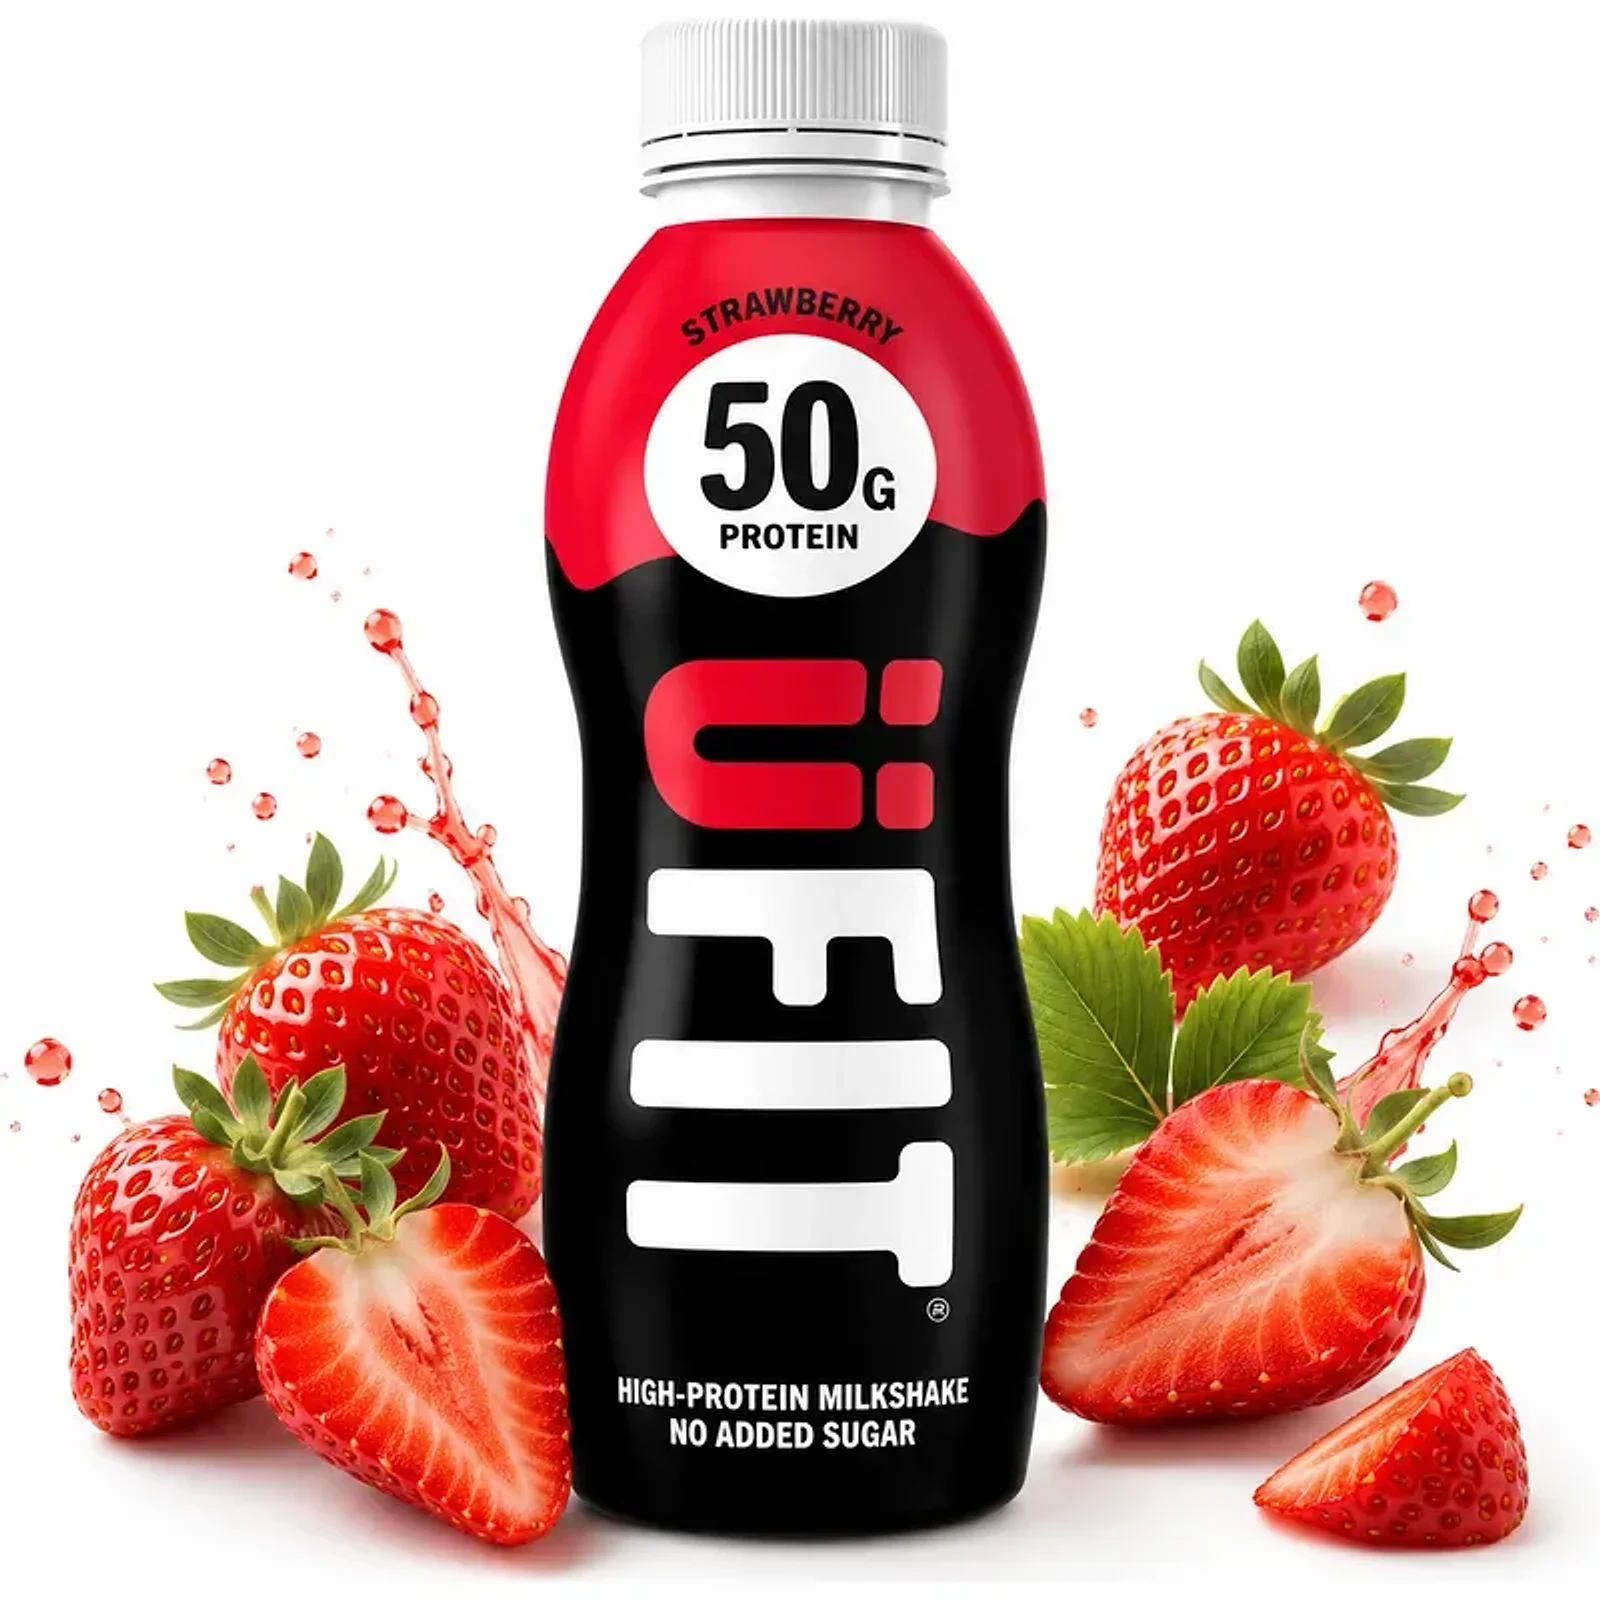 STRAWBERRY
50G
PROTEIN
ÜFIT®
HIGH-PROTEIN MILKSHAKE
NO ADDED SUGAR